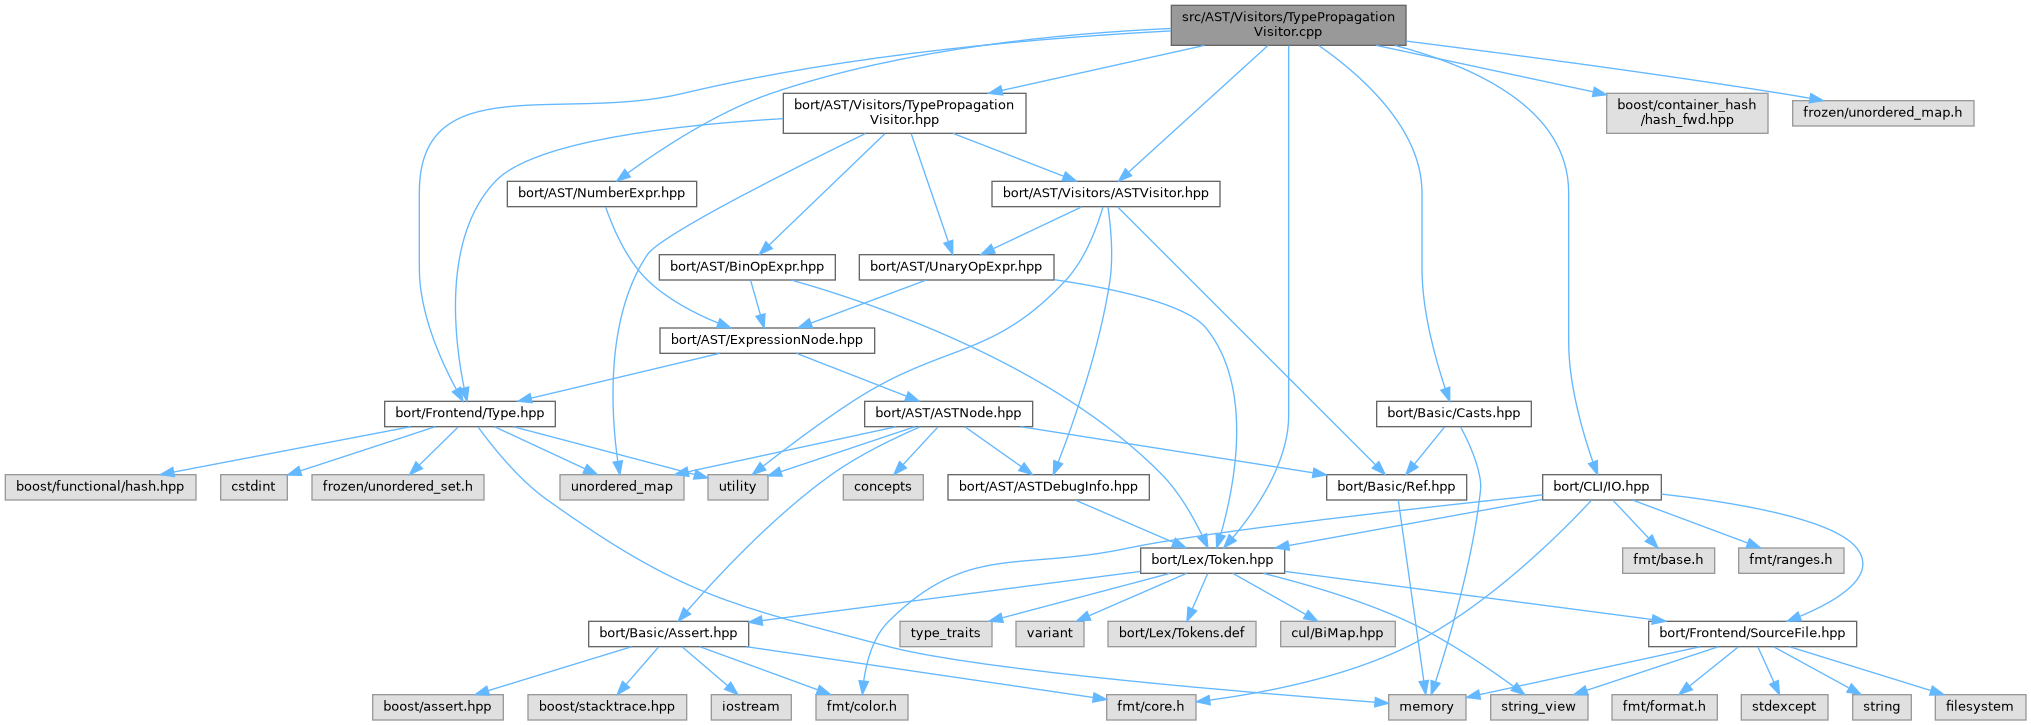 src/AST/Visitors/TypePropagation
Visitor.cpp
bort/AST/Visitors/TypePropagation
Visitor.hpp
boost/container_hash
/hash_fwd.hpp
frozen/unordered_map.h
bort/AST/NumberExpr.hpp
bort/AST/Visitors/ASTVisitor.hpp
bort/AST/BinOpExpr.hpp
bort/AST/UnaryOpExpr.hpp
bort/AST/ExpressionNode.hpp
bort/Frontend/Type.hpp
bort/AST/ASTNode.hpp
bort/Basic/Casts.hpp
boost/functional/hash.hpp
cstdint
frozen/unordered_set.h
unordered_map
utility
concepts
bort/AST/ASTDebugInfo.hpp
bort/Basic/Ref.hpp
bort/CLI/IO.hpp
bort/Lex/Token.hpp
fmt/base.h
fmt/ranges.h
bort/Basic/Assert.hpp
type_traits
variant
bort/Lex/Tokens.def
cul/BiMap.hpp
bort/Frontend/SourceFile.hpp
boost/assert.hpp
boost/stacktrace.hpp
iostream
fmt/color.h
fmt/core.h
memory
string_view
fmt/format.h
stdexcept
string
filesystem